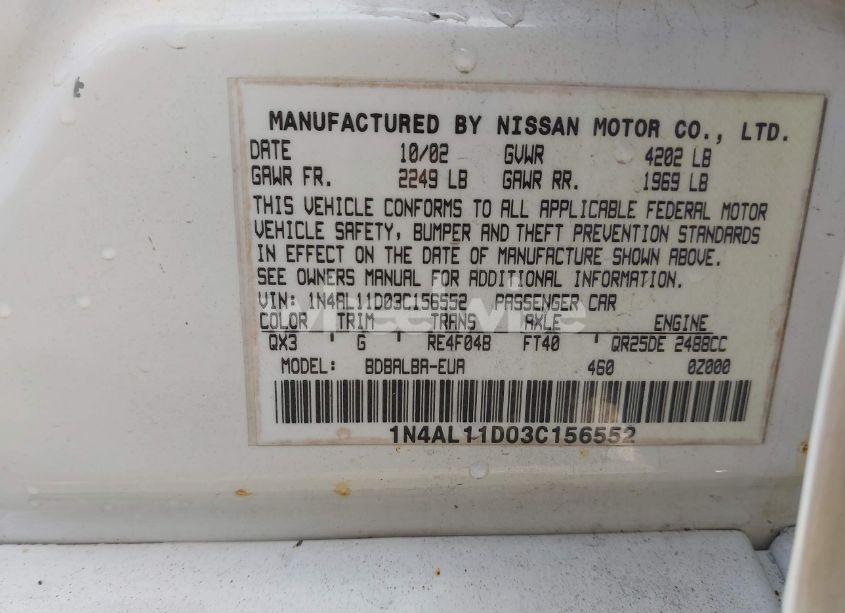 MANUFACTURED BY NISSAN MOTOR CO., LTD.
DATE 10/02 GVWR 4202 LB
GAWR FR. 2249 LB GAWR RR. 1969 LB
THIS VEHICLE CONFORMS TO ALL APPLICABLE FEDERAL MOTOR
VEHICLE SAFETY, BUMPER AND THEFT PREVENTION STANDARDS
IN EFFECT ON THE DATE OF MANUFACTURE SHOWN ABOVE.
SEE OWNERS MANUAL FOR ADDITIONAL INFORMATION.
VIN: 1N4AL11D03C156552 PASSENGER CAR
COLOR TRIM TRANS AXLE ENGINE
QX3 ' G ' RE4F04B FT40 ' QR25DE 2488CC
MODEL: BDBALBA-EUA 460 0Z000
1N4AL11D03C156552